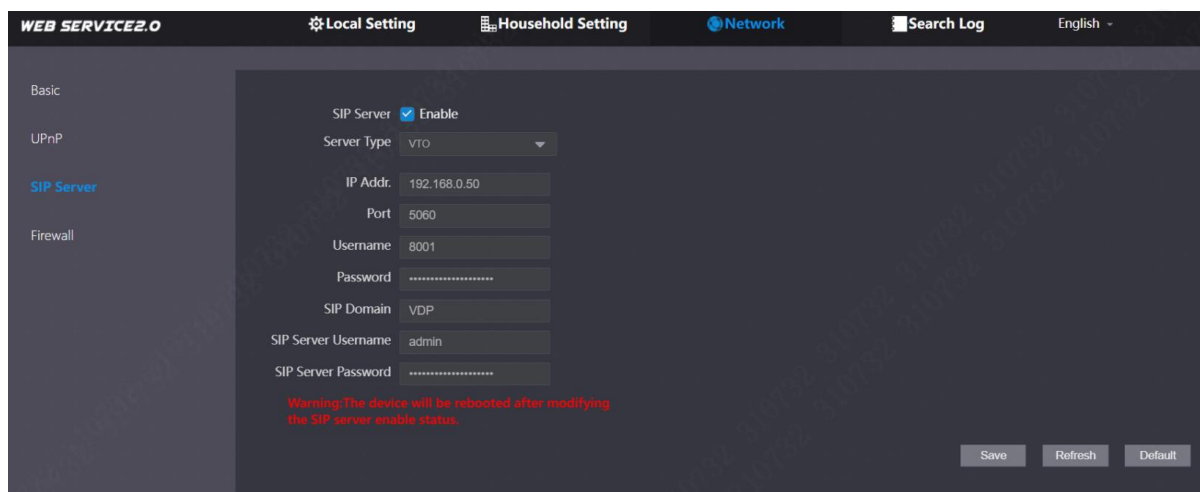 WEB SERVICE2.0 Local Setting Household Setting Network Search Log English
Basic
UPnP
SIP Server
Firewall
SIP Server Enable
Server Type VTO
IP Addr. 192.168.0.50
Port 5060
Username 8001
Password ••••••••••••••••••••
SIP Domain VDP
SIP Server Username admin
SIP Server Password ••••••••••••••••••••
Warning:The device will be rebooted after modifying
the SIP server enable status.
Save Refresh Default